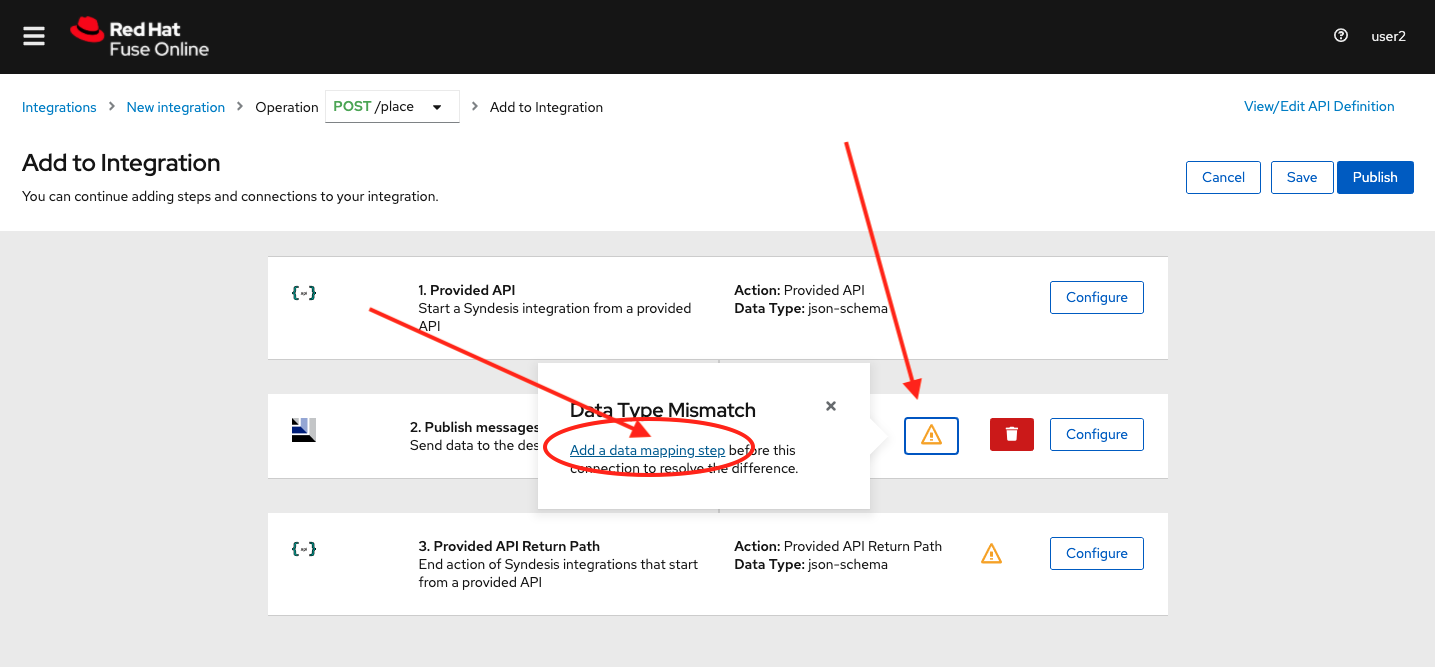 Red Hat
Fuse Online
user2
Integrations > New integration > Operation POST /place > Add to Integration
View/Edit API Definition
Add to Integration
You can continue adding steps and connections to your integration.
Cancel
Save
Publish
1. Provided API
Start a Syndesis integration from a provided
API
Action: Provided API
Data Type: json-schema
Configure
2. Publish messages
Send data to the des
Data Type Mismatch
Add a data mapping step before this
connection to resolve the difference.
Configure
3. Provided API Return Path
End action of Syndesis integrations that start
from a provided API
Action: Provided API Return Path
Data Type: json-schema
Configure